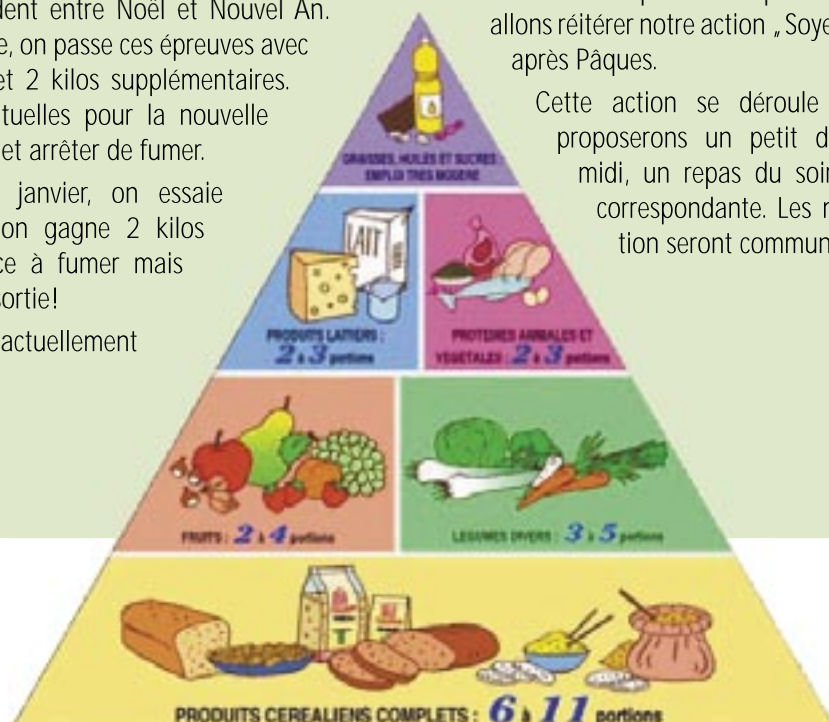 dent entre Noël et Nouvel An.
e, on passe ces épreuves avec
et 2 kilos supplémentaires.
tuelles pour la nouvelle
et arrêter de fumer.
janvier, on essaie
on gagne 2 kilos
ce à fumer mais
sortie!
actuellement
allons réitérer notre action „ Soye
après Pâques.
Cette action se déroule
proposerons un petit d
midi, un repas du soir
correspondante. Les r
tion seront commun
GRAISSES, HUILES ET SUCRES :
EMPLOI TRES MODERE
LAIT
PRODUITS LAITIERS :
2 à 3 portions
PROTEINES ANIMALES ET
VEGETALES : 2 à 3 portions
FRUITS : 2 à 4 portions
LEGUMES DIVERS : 3 à 5 portions
PRODUITS CEREALIENS COMPLETS : 6 à 11 portions